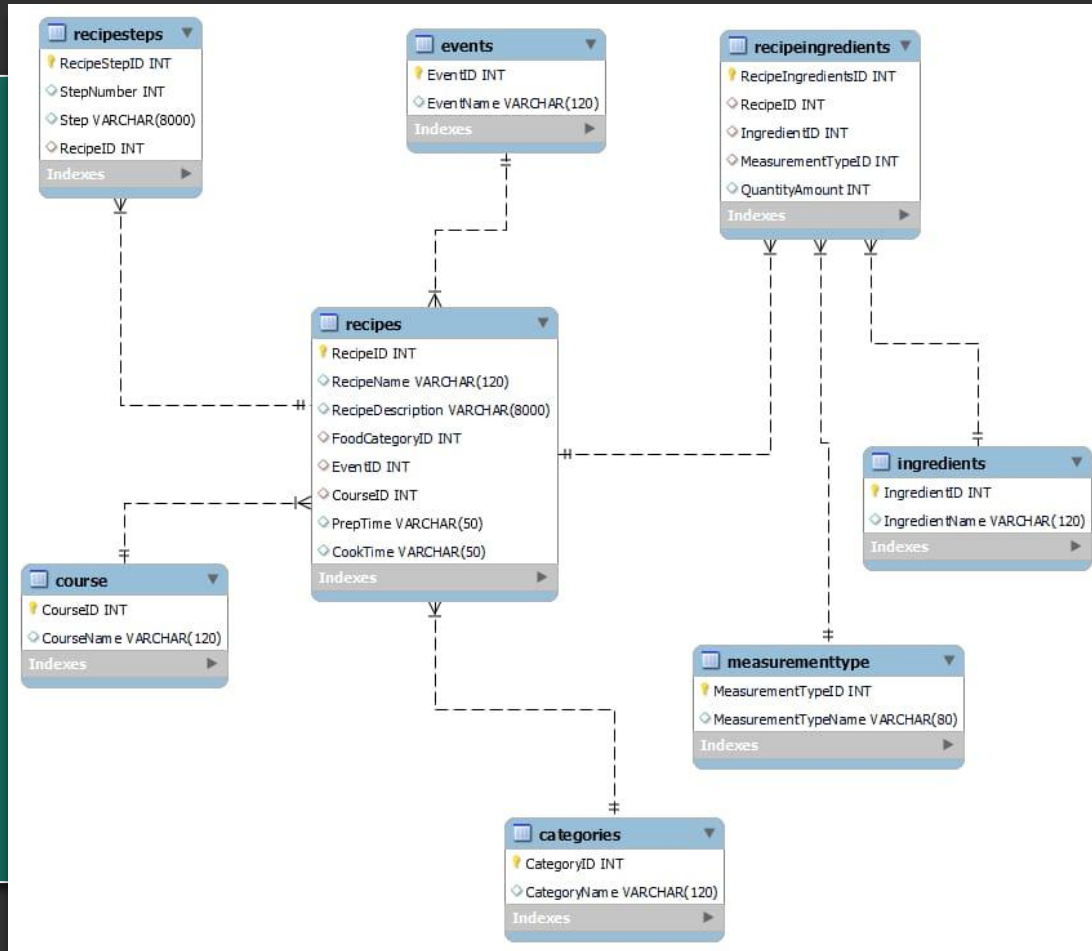 recipesteps
RecipeStepID INT
StepNumber INT
Step VARCHAR(8000)
RecipeID INT
Indexes
events
EventID INT
EventName VARCHAR(120)
Indexes
recipeingredients
RecipeIngredientsID INT
RecipeID INT
IngredientID INT
MeasurementTypeID INT
QuantityAmount INT
Indexes
recipes
RecipeID INT
RecipeName VARCHAR(120)
RecipeDescription VARCHAR(8000)
FoodCategoryID INT
EventID INT
CourseID INT
PrepTime VARCHAR(50)
CookTime VARCHAR(50)
Indexes
ingredients
IngredientID INT
IngredientName VARCHAR(120)
Indexes
course
CourseID INT
CourseName VARCHAR(120)
Indexes
measurementtype
MeasurementTypeID INT
MeasurementTypeName VARCHAR(80)
Indexes
categories
CategoryID INT
CategoryName VARCHAR(120)
Indexes